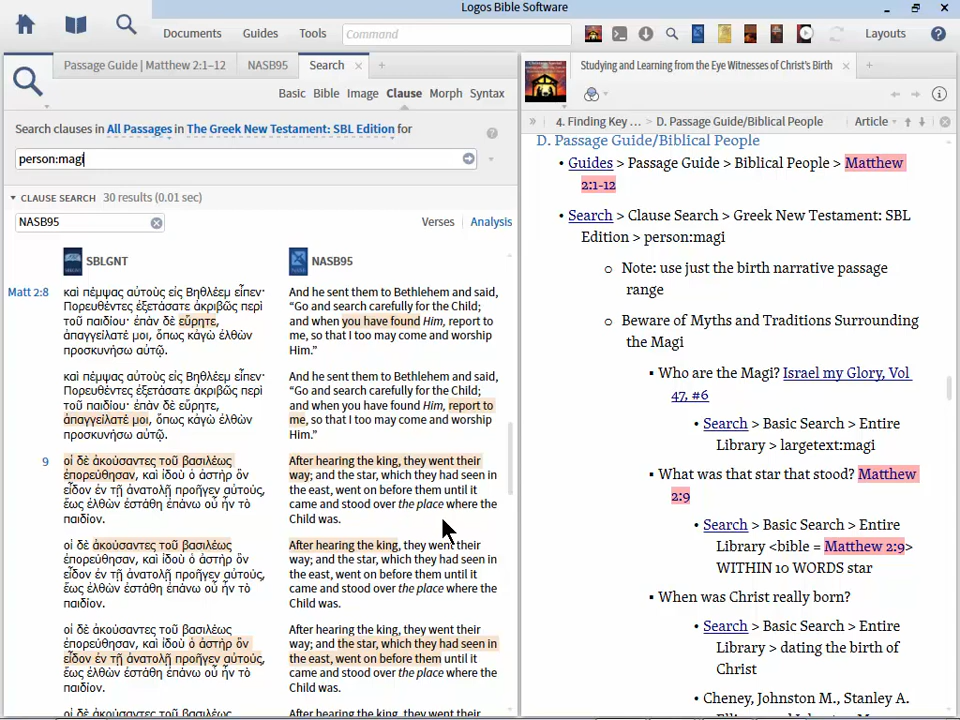 Logos Bible Software
Documents Guides Tools Command Layouts
Passage Guide | Matthew 2:1–12 NASB95 Search
Basic Bible Image Clause Morph Syntax
Search clauses in All Passages in The Greek New Testament: SBL Edition for
person:magi
CLAUSE SEARCH 30 results (0.01 sec)
NASB95 Verses Analysis
SBLGNT NASB95
Matt 2:8
καὶ πέμψας αὐτοὺς εἰς Βηθλέεμ εἶπεν·
Πορευθέντες ἐξετάσατε ἀκριβῶς περὶ
τοῦ παιδίου· ἐπὰν δὲ εὕρητε,
ἀπαγγείλατέ μοι, ὅπως κἀγὼ ἐλθὼν
προσκυνήσω αὐτῷ.
And he sent them to Bethlehem and said,
“Go and search carefully for the Child;
and when you have found Him, report to
me, so that I too may come and worship
Him.”
καὶ πέμψας αὐτοὺς εἰς Βηθλέεμ εἶπεν·
Πορευθέντες ἐξετάσατε ἀκριβῶς περὶ
τοῦ παιδίου· ἐπὰν δὲ εὕρητε,
ἀπαγγείλατέ μοι, ὅπως κἀγὼ ἐλθὼν
προσκυνήσω αὐτῷ.
And he sent them to Bethlehem and said,
“Go and search carefully for the Child;
and when you have found Him, report to
me, so that I too may come and worship
Him.”
9
οἱ δὲ ἀκούσαντες τοῦ βασιλέως
ἐπορεύθησαν, καὶ ἰδοὺ ὁ ἀστὴρ ὃν
εἶδον ἐν τῇ ἀνατολῇ προῆγεν αὐτούς,
ἕως ἐλθὼν ἐστάθη ἐπάνω οὗ ἦν τὸ
παιδίον.
After hearing the king, they went their
way; and the star, which they had seen in
the east, went on before them until it
came and stood over the place where the
Child was.
οἱ δὲ ἀκούσαντες τοῦ βασιλέως
ἐπορεύθησαν, καὶ ἰδοὺ ὁ ἀστὴρ ὃν
εἶδον ἐν τῇ ἀνατολῇ προῆγεν αὐτούς,
ἕως ἐλθὼν ἐστάθη ἐπάνω οὗ ἦν τὸ
παιδίον.
After hearing the king, they went their
way; and the star, which they had seen in
the east, went on before them until it
came and stood over the place where the
Child was.
οἱ δὲ ἀκούσαντες τοῦ βασιλέως
ἐπορεύθησαν, καὶ ἰδοὺ ὁ ἀστὴρ ὃν
εἶδον ἐν τῇ ἀνατολῇ προῆγεν αὐτούς,
ἕως ἐλθὼν ἐστάθη ἐπάνω οὗ ἦν τὸ
παιδίον.
After hearing the king, they went their
way; and the star, which they had seen in
the east, went on before them until it
came and stood over the place where the
Child was.
Studying and Learning from the Eye Witnesses of Christ's Birth
» 4. Finding Key ... > D. Passage Guide/Biblical People > Article
D. Passage Guide/Biblical People
• Guides > Passage Guide > Biblical People > Matthew
2:1-12
• Search > Clause Search > Greek New Testament: SBL
Edition > person:magi
Note: use just the birth narrative passage
range
Beware of Myths and Traditions Surrounding
the Magi
Who are the Magi? Israel my Glory, Vol
47, #6
• Search > Basic Search > Entire
Library > largetext:magi
What was that star that stood? Matthew
2:9
• Search > Basic Search > Entire
Library <bible = Matthew 2:9>
WITHIN 10 WORDS star
When was Christ really born?
• Search > Basic Search > Entire
Library > dating the birth of
Christ
• Cheney, Johnston M., Stanley A.